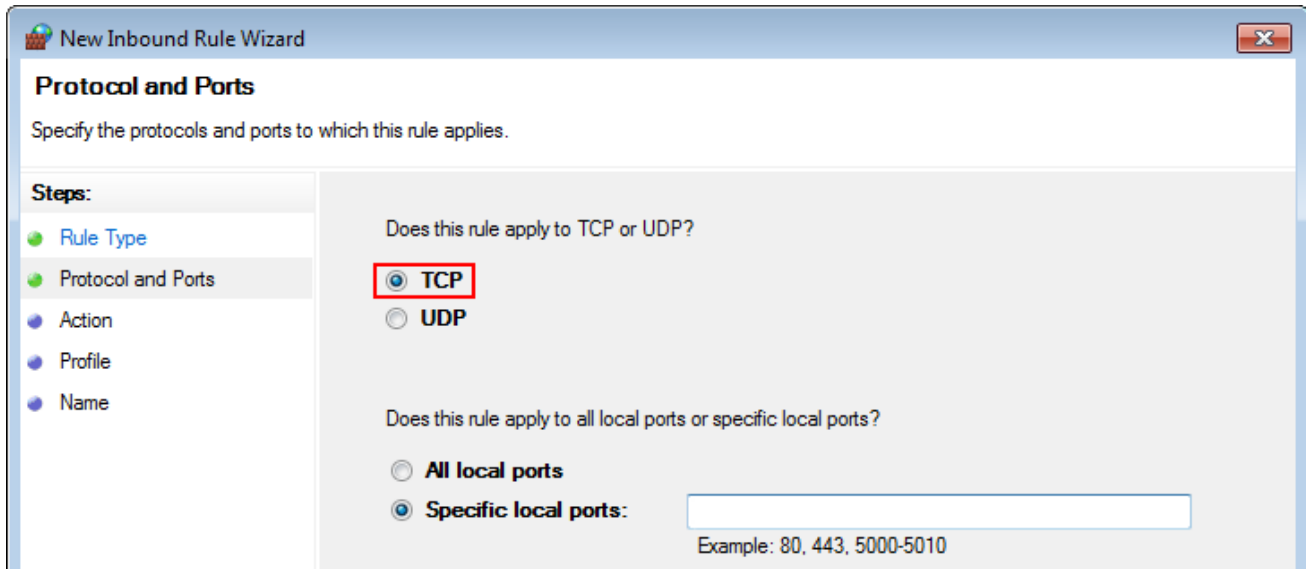 New Inbound Rule Wizard
Protocol and Ports
Specify the protocols and ports to which this rule applies.
Steps:
Rule Type
Protocol and Ports
Action
Profile
Name
Does this rule apply to TCP or UDP?
TCP
UDP
Does this rule apply to all local ports or specific local ports?
All local ports
Specific local ports:
Example: 80, 443, 5000-5010